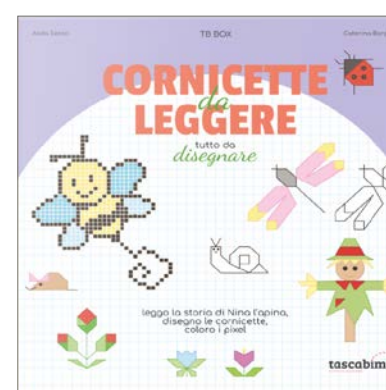 TB BOX
CORNICETTE
da
LEGGERE
tutto da
disegnare
leggo la storia di Nina l'apina,
disegno le cornicette,
coloro i pixel
tascabim